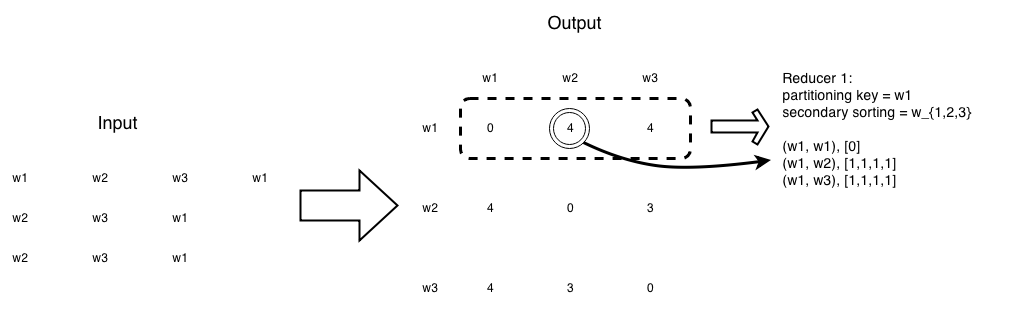 Output
w1 w2 w3
Reducer 1:
partitioning key = w1
secondary sorting = w_{1,2,3}
Input
w1 0 4 4
(w1, w1), [0]
(w1, w2), [1,1,1,1]
(w1, w3), [1,1,1,1]
w1 w2 w3 w1
w2 w3 w1
w2 w3 w1
w2 4 0 3
w3 4 3 0